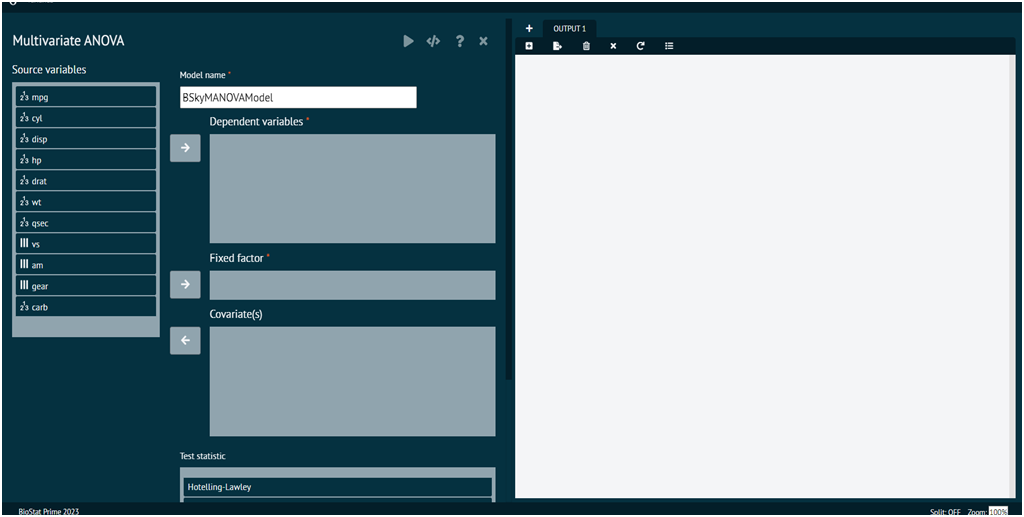 Multivariate ANOVA
Source variables
mpg
cyl
disp
hp
drat
wt
qsec
vs
am
gear
carb
Model name *
BSkyMANOVAModel
Dependent variables *
Fixed factor *
Covariate(s)
Test statistic
Hotelling-Lawley
OUTPUT 1
BioStat Prime 2023
Split: OFF Zoom: 100%